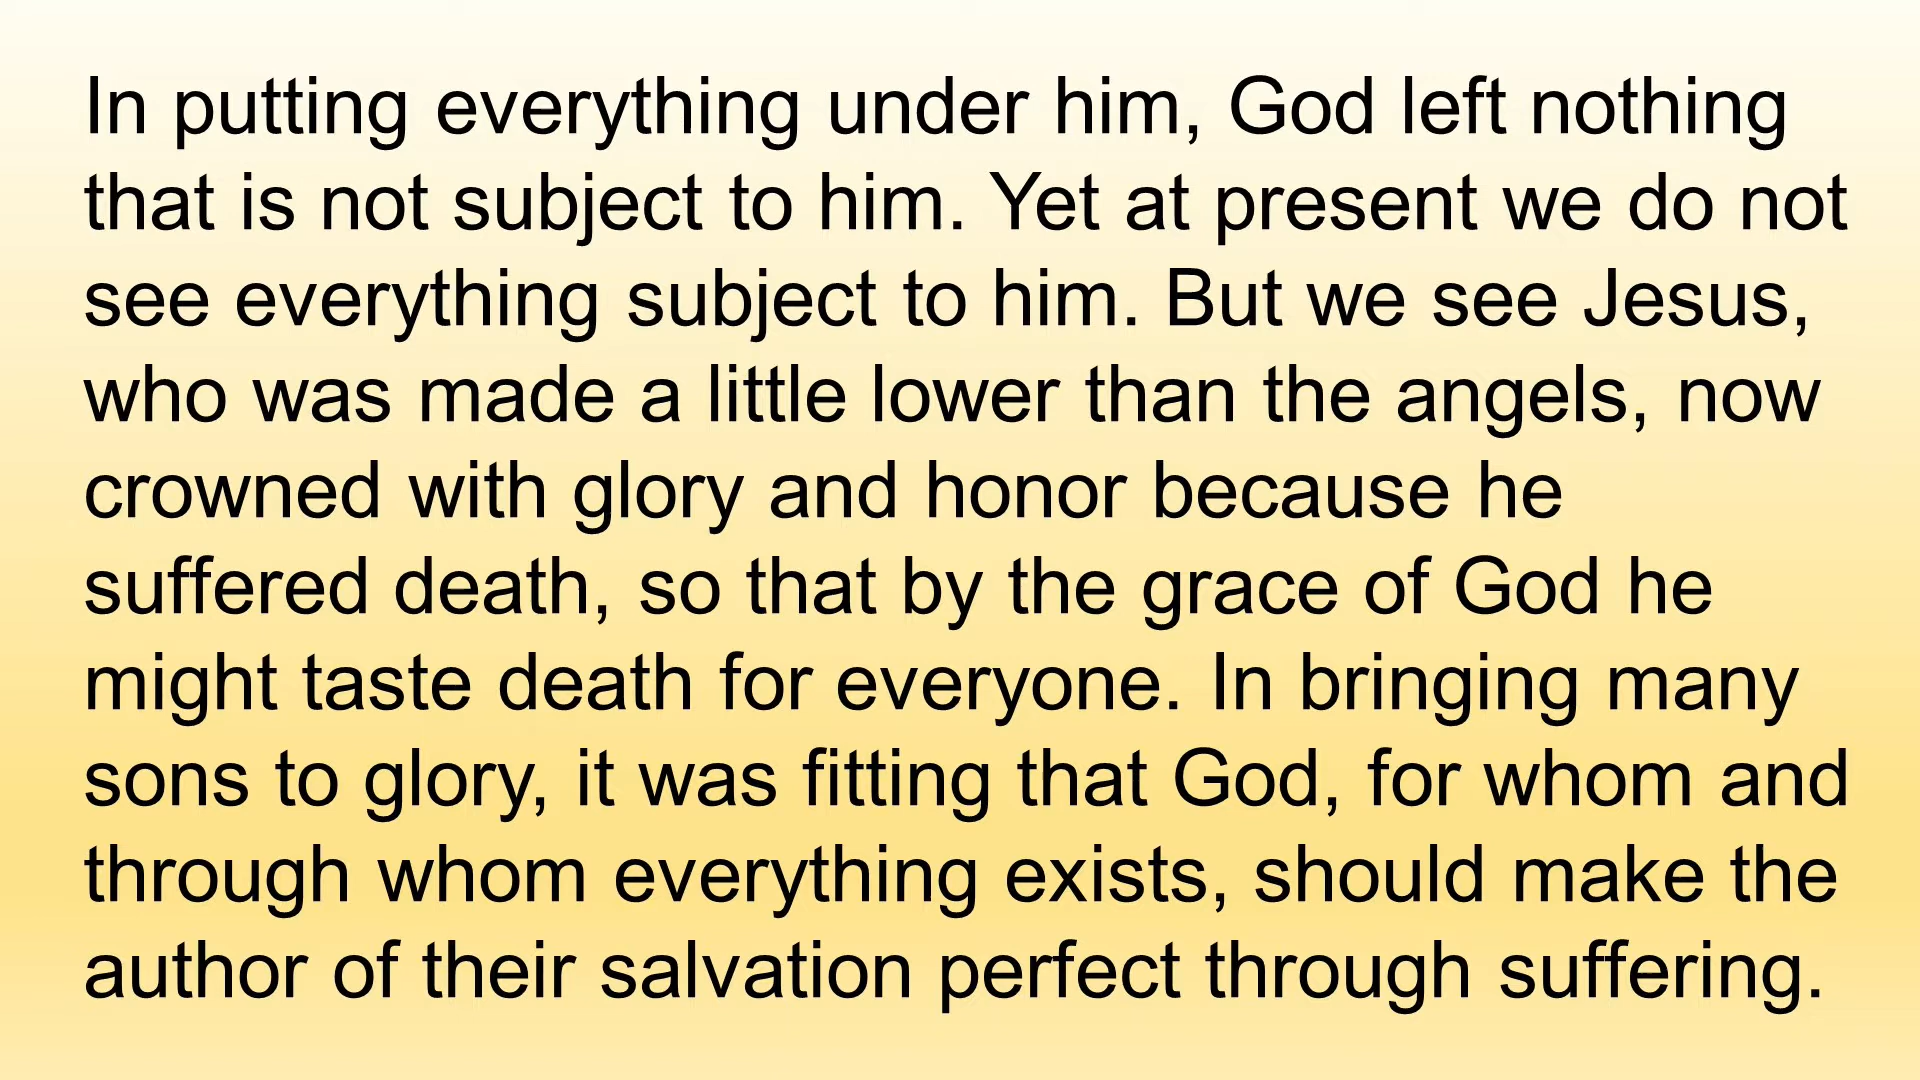 In putting everything under him, God left nothing
that is not subject to him. Yet at present we do not
see everything subject to him. But we see Jesus,
who was made a little lower than the angels, now
crowned with glory and honor because he
suffered death, so that by the grace of God he
might taste death for everyone. In bringing many
sons to glory, it was fitting that God, for whom and
through whom everything exists, should make the
author of their salvation perfect through suffering.